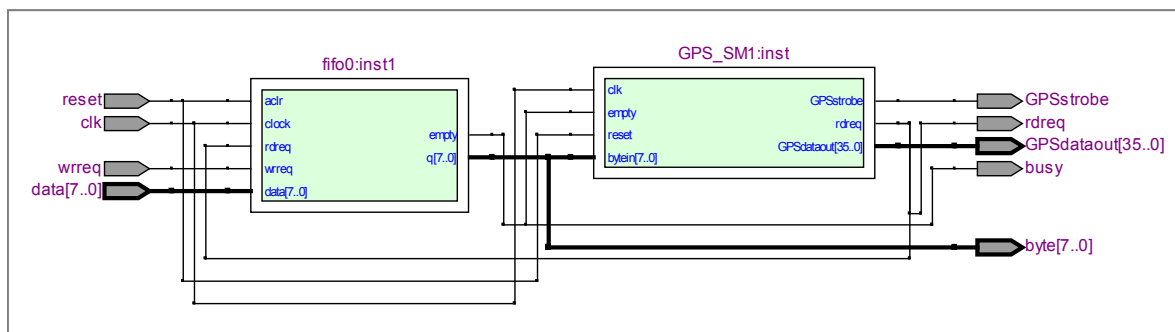 GPS_SM1:inst
fifo0:inst1
reset
clk
wrreq
data[7..0]
aclr
clock
rdreq
wrreq
data[7..0]
empty
q[7..0]
clk
empty
reset
bytein[7..0]
GPSstrobe
rdreq
GPSdataout[35..0]
GPSstrobe
rdreq
GPSdataout[35..0]
busy
byte[7..0]